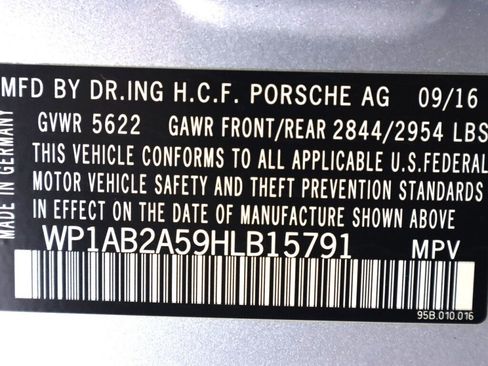 MFD BY DR.ING H.C.F. PORSCHE AG 09/16
GVWR 5622 GAWR FRONT/REAR 2844/2954 LBS
THIS VEHICLE CONFORMS TO ALL APPLICABLE U.S.FEDERAL
MOTOR VEHICLE SAFETY AND THEFT PREVENTION STANDARDS
IN EFFECT ON THE DATE OF MANUFACTURE SHOWN ABOVE
WP1AB2A59HLB15791 MPV
95B.010.016
MADE IN GERMANY